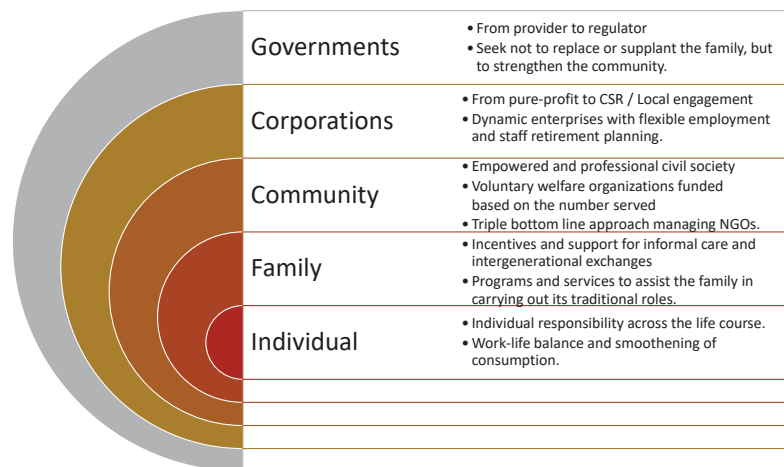 Governments
• From provider to regulator
• Seek not to replace or supplant the family, but
to strengthen the community.
Corporations
• From pure-profit to CSR / Local engagement
• Dynamic enterprises with flexible employment
and staff retirement planning.
Community
• Empowered and professional civil society
• Voluntary welfare organizations funded
based on the number served
• Triple bottom line approach managing NGOs.
Family
• Incentives and support for informal care and
intergenerational exchanges
• Programs and services to assist the family in
carrying out its traditional roles.
Individual
• Individual responsibility across the life course.
• Work-life balance and smoothening of
consumption.